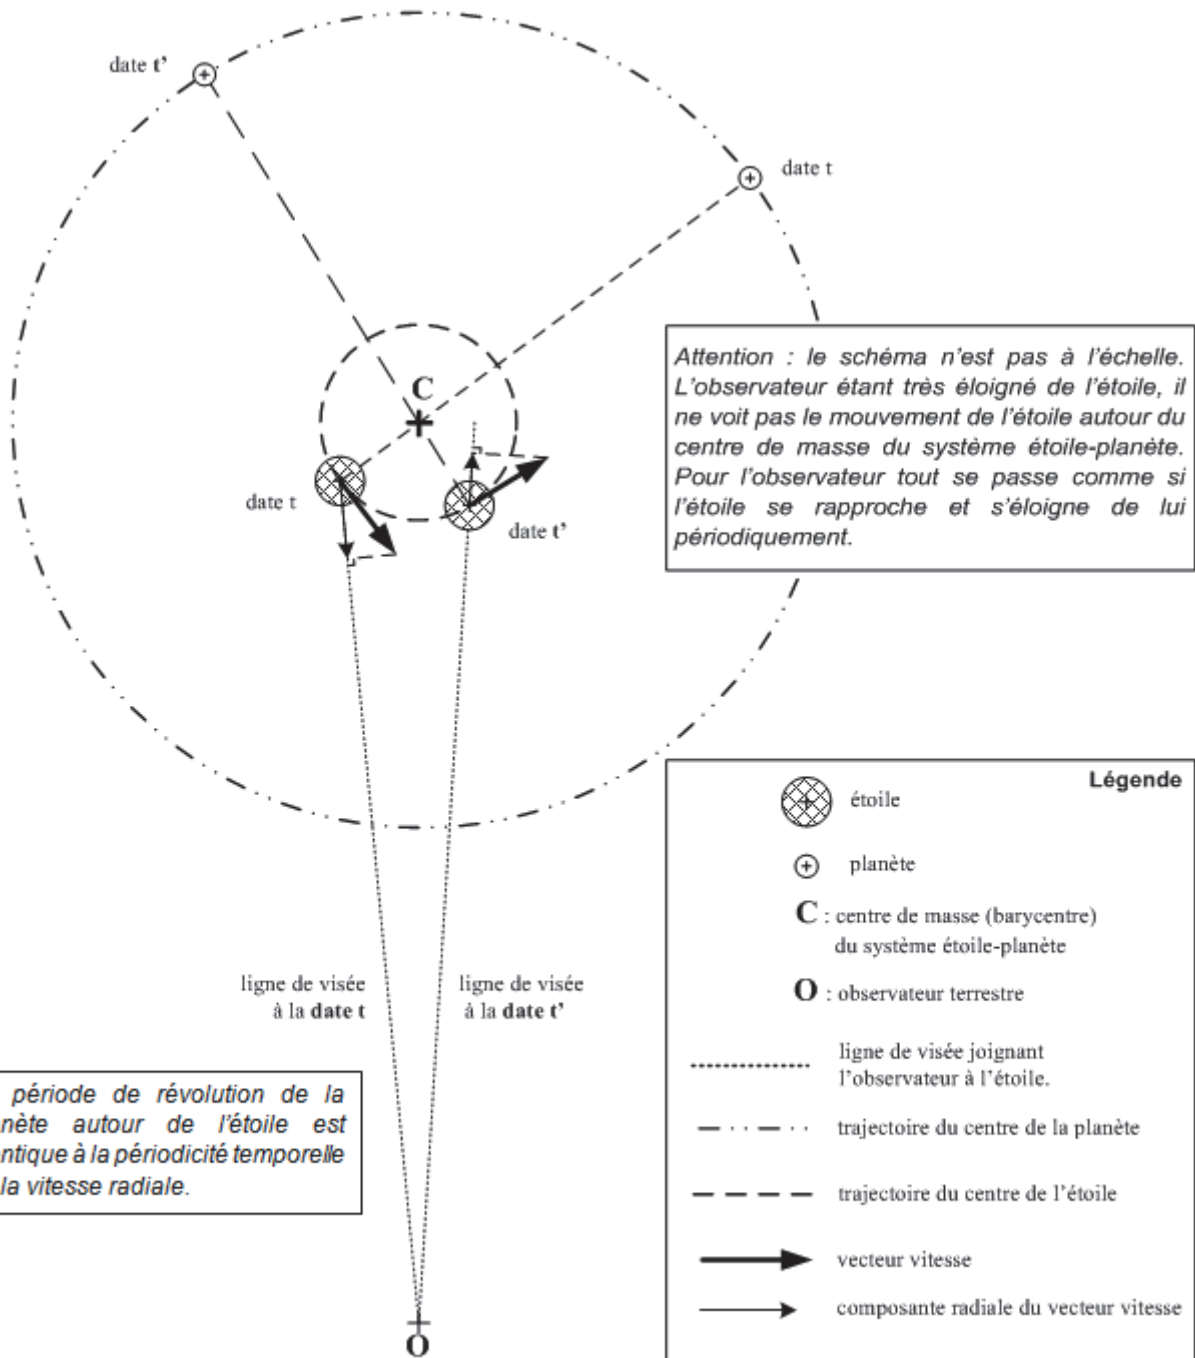 date t’
date t
C
Attention : le schéma n’est pas à l’échelle.
L’observateur étant très éloigné de l’étoile, il
ne voit pas le mouvement de l’étoile autour du
centre de masse du système étoile-planète.
Pour l’observateur tout se passe comme si
l’étoile se rapproche et s’éloigne de lui
périodiquement.
date t
date t’
Légende
étoile
planète
C : centre de masse (barycentre)
du système étoile-planète
O : observateur terrestre
ligne de visée joignant
l’observateur à l’étoile.
trajectoire du centre de la planète
trajectoire du centre de l’étoile
vecteur vitesse
composante radiale du vecteur vitesse
ligne de visée
à la date t
ligne de visée
à la date t’
période de révolution de la
nète autour de l’étoile est
ntique à la périodicité temporelle
la vitesse radiale.
O